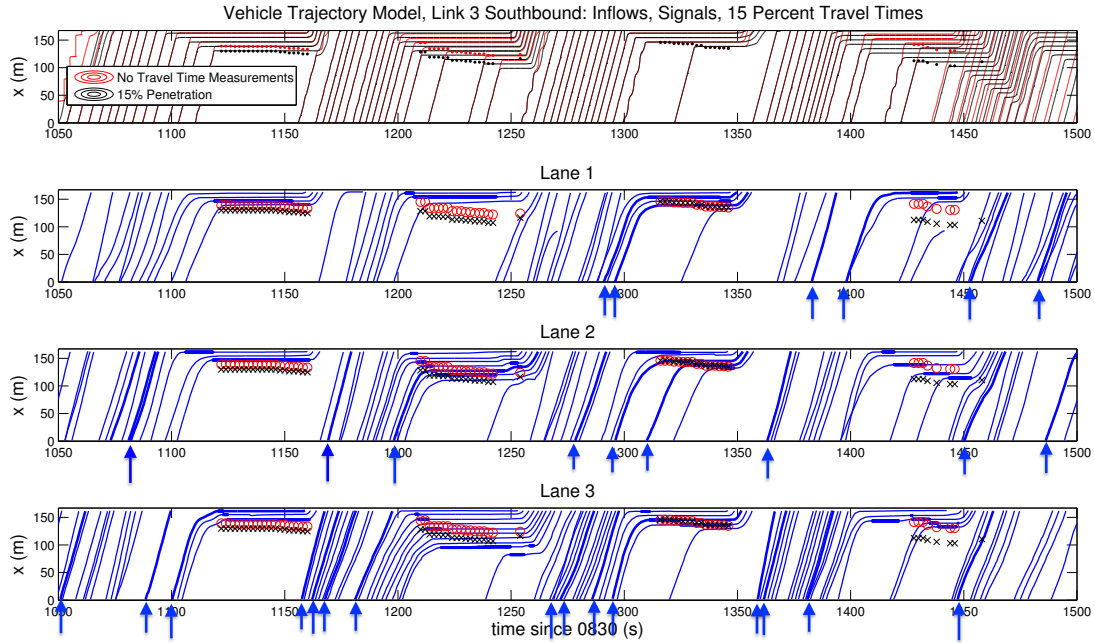 Vehicle Trajectory Model, Link 3 Southbound: Inflows, Signals, 15 Percent Travel Times
x (m)
150
100
50
0
No Travel Time Measurements
15% Penetration
1050 1100 1150 1200 1250 1300 1350 1400 1450 1500
Lane 1
x (m)
150
100
50
0
1050 1100 1150 1200 1250 1300 1350 1400 1450 1500
Lane 2
x (m)
150
100
50
0
1050 1100 1150 1200 1250 1300 1350 1400 1450 1500
Lane 3
x (m)
150
100
50
0
1050 1100 1150 1200 1250 1300 1350 1400 1450 1500
time since 0830 (s)